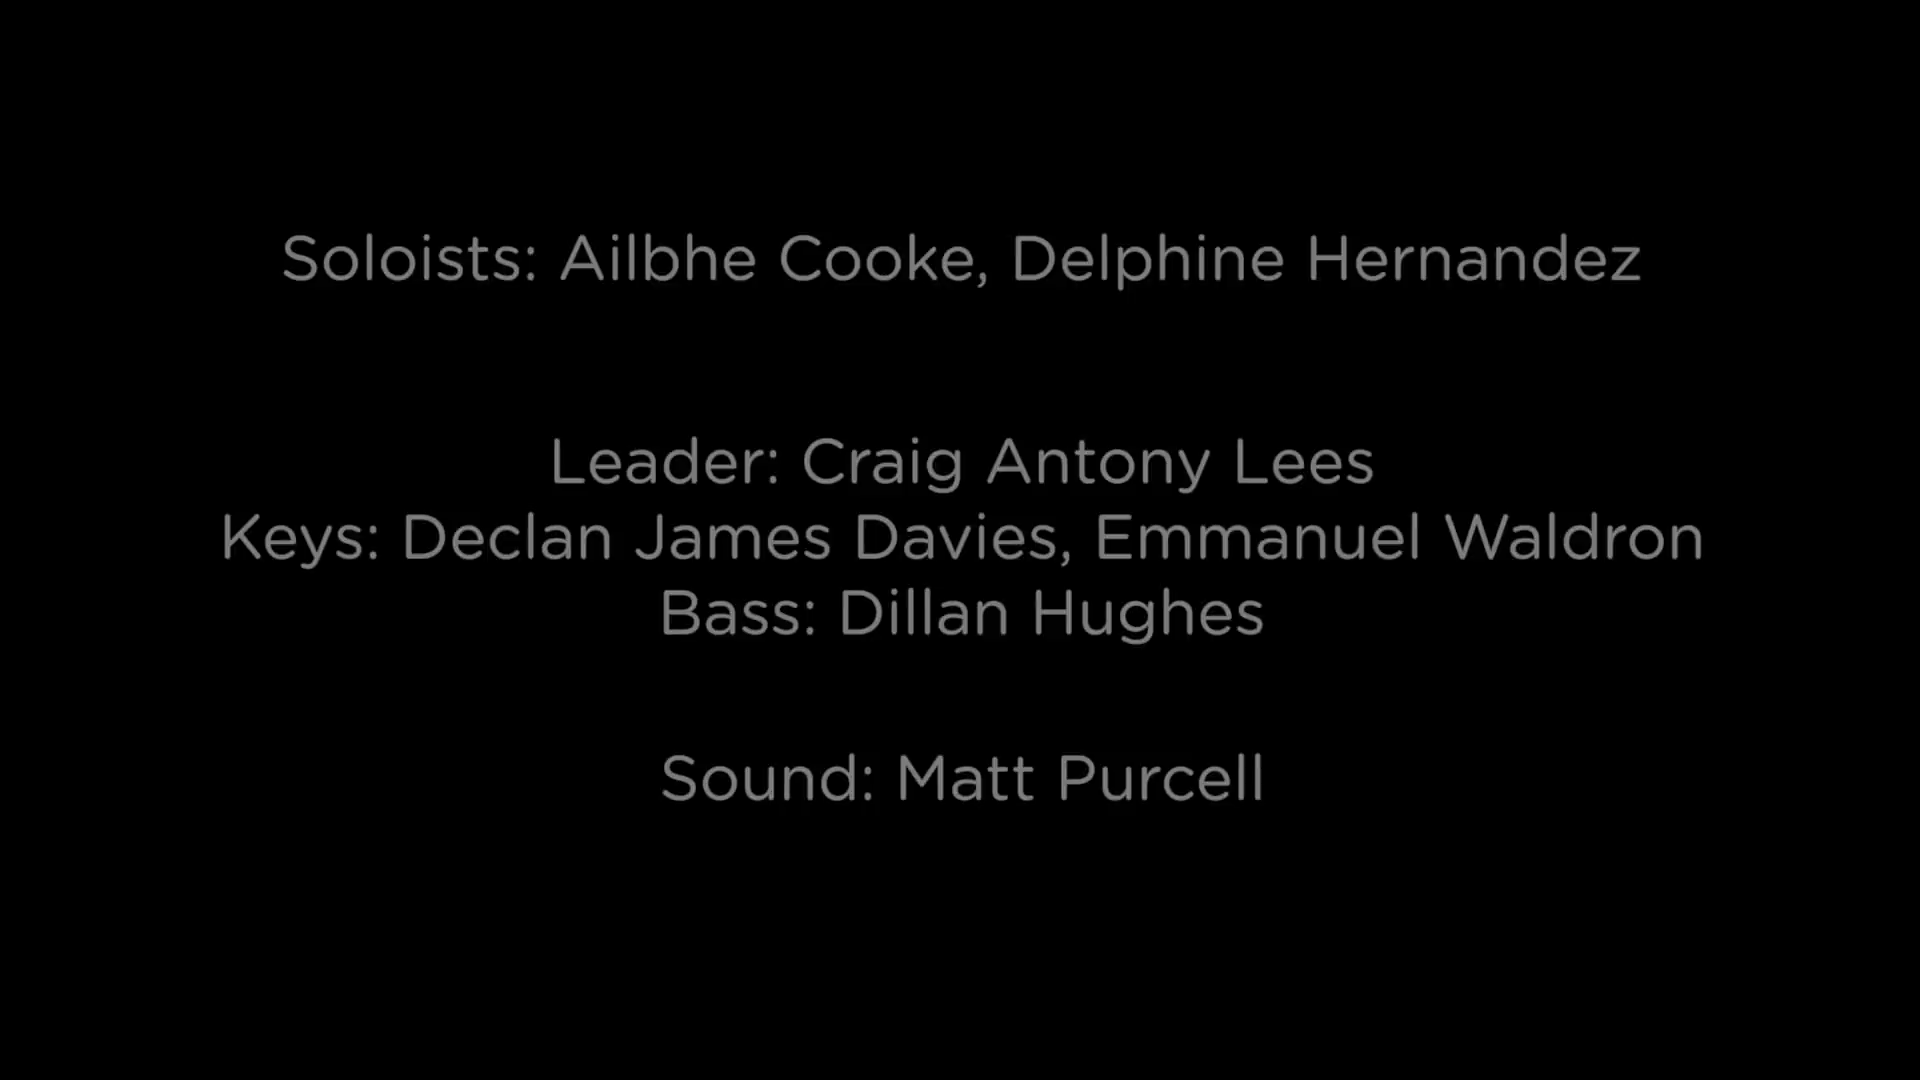 Soloists: Ailbhe Cooke, Delphine Hernandez
Leader: Craig Antony Lees
Keys: Declan James Davies, Emmanuel Waldron
Bass: Dillan Hughes
Sound: Matt Purcell